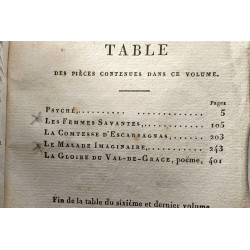 TABLE
DES PIÈCES CONTENUES DANS CE VOLUME.
Pages
PSYCHÉ, . . . . . . . . . . . . . 5
LES FEMMES SAVANTES, . . . . . . . 105
LA COMTESSE D'ESCARBAGNAS, . . . . 203
LE MALADE IMAGINAIRE, . . . . . . . 243
LA GLOIRE DU VAL-DE-GRACE, poëme, 401
Fin de la table du sixième et dernier volume